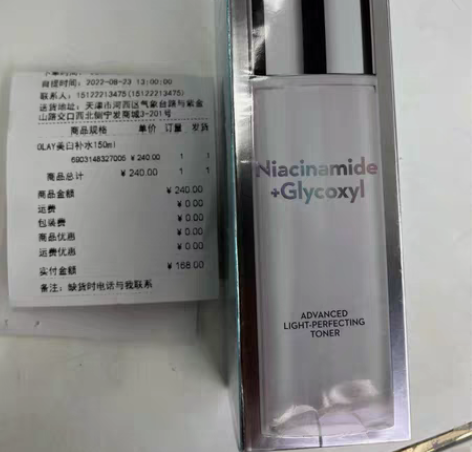 自提时间：2022-08-23 13:00:00
联系人：15122213475(15122213475)
送货地址：天津市河西区气象台路与紫金
山路交口西北侧宁发商城3-201号
商品规格 单价 订量 发货
OLAY美白补水150ml
6903148327005 ¥240.00 1 1
商品总计 ¥240.00 1 1
商品金额 ¥240.00
运费 ¥0.00
包装费 ¥0.00
商品优惠 ¥0.00
运费优惠 ¥0.00
实付金额 ¥168.00
备注：缺货时电话与我联系
Niacinamide
+Glycoxyl
ADVANCED
LIGHT-PERFECTING
TONER